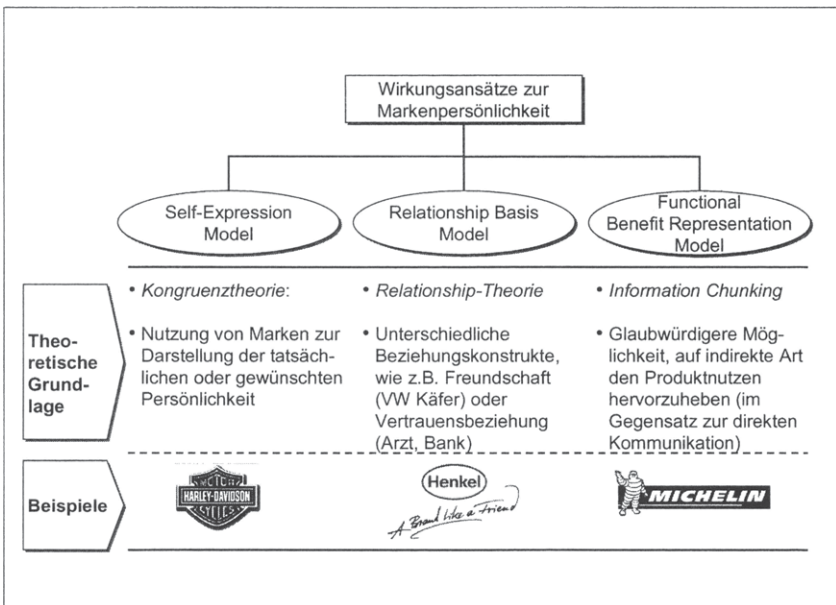 Wirkungsansätze zur
Markenpersönlichkeit
Self-Expression
Model
Relationship Basis
Model
Functional
Benefit Representation
Model
Theo-
retische
Grund-
lage
• Kongruenztheorie:
• Nutzung von Marken zur
Darstellung der tatsäch-
lichen oder gewünschten
Persönlichkeit
• Relationship-Theorie
• Unterschiedliche
Beziehungskonstrukte,
wie z.B. Freundschaft
(VW Käfer) oder
Vertrauensbeziehung
(Arzt, Bank)
• Information Chunking
• Glaubwürdigere Mög-
lichkeit, auf indirekte Art
den Produktnutzen
hervorzuheben (im
Gegensatz zur direkten
Kommunikation)
Beispiele
MOTOR
HARLEY-DAVIDSON
CYCLES
Henkel
A Brand like a Friend
MICHELIN